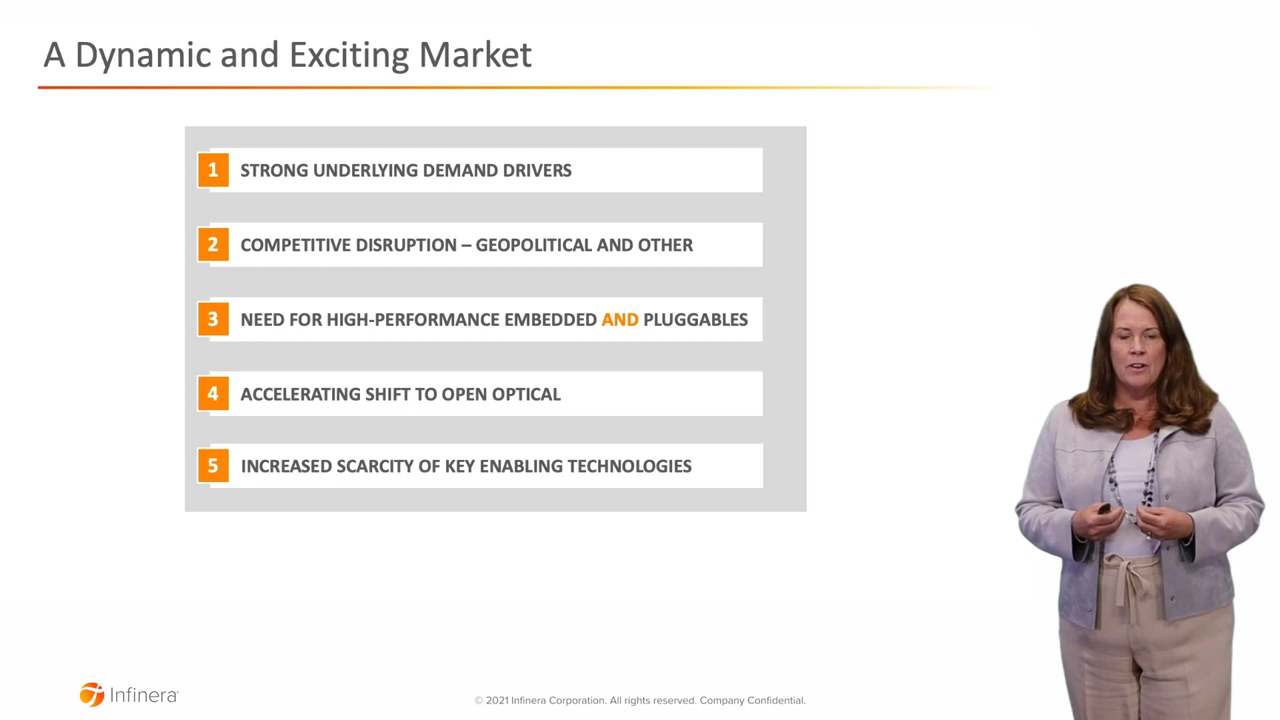 A Dynamic and Exciting Market
1 STRONG UNDERLYING DEMAND DRIVERS
2 COMPETITIVE DISRUPTION – GEOPOLITICAL AND OTHER
3 NEED FOR HIGH-PERFORMANCE EMBEDDED AND PLUGGABLES
4 ACCELERATING SHIFT TO OPEN OPTICAL
5 INCREASED SCARCITY OF KEY ENABLING TECHNOLOGIES
Infinera
© 2021 Infinera Corporation. All rights reserved. Company Confidential.